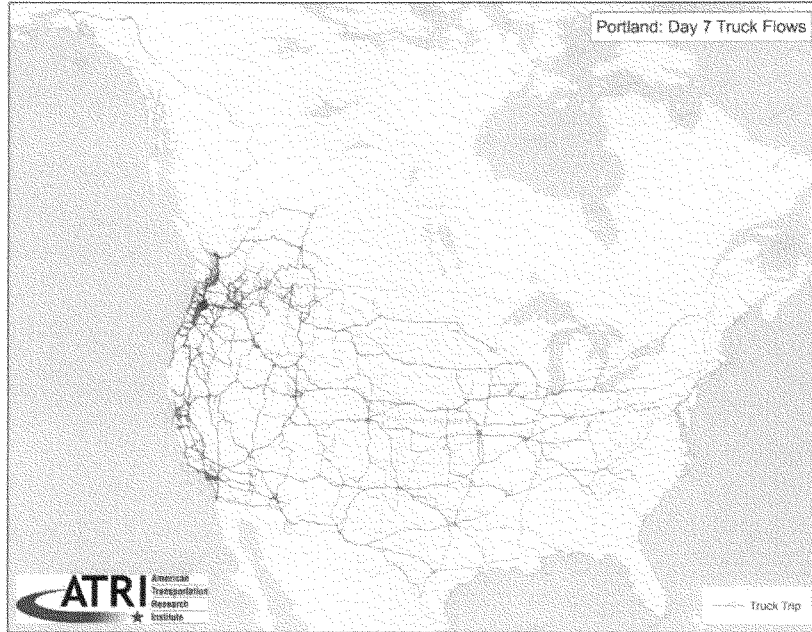 Portland: Day 7 Truck Flows
ATRI
American
Transportation
Research
Institute
Truck Trip